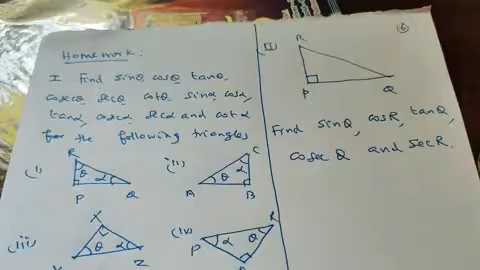 Homework.
I Find sinθ cosθ tanθ,
cosecθ secθ cotθ, sinα, cosα,
tanα, cosecα, secα and cotα
for the following triangles
(i) R θ α P Q
(ii) C α θ A B
(iii) X θ α Y Z
(iv) R θ α P Q
(6)
II R P Q
Find sinQ, cosR, tanQ,
cosec Q and secR.